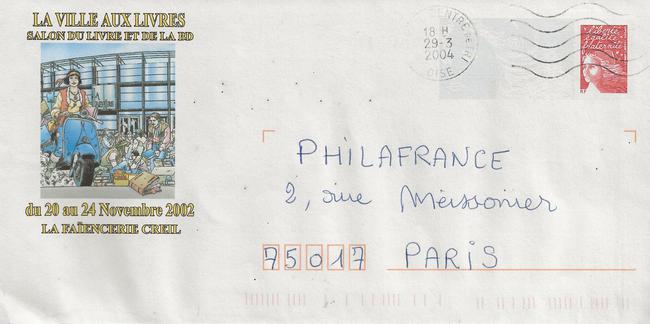 LA VILLE AUX LIVRES
SALON DU LIVRE ET DE LA BD
du 20 au 24 Novembre 2002
LA FAÏENCERIE CREIL
18 H
29-3
2004
OISE
Liberté
égalité
fraternité
RF
PHILAFRANCE
2, rue Meissonier
75017 PARIS